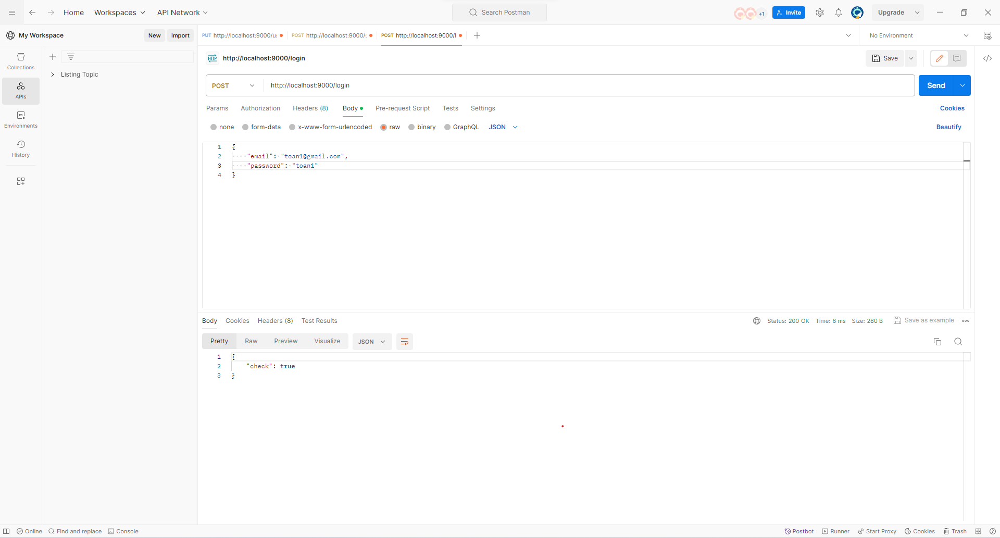 Home Workspaces API Network Search Postman +1 Invite Upgrade
My Workspace New Import PUT http://localhost:9000/u POST http://localhost:9000/ POST http://localhost:9000/l No Environment
HTTP http://localhost:9000/login Save
Collections
Listing Topic
APIs
Environments
History
POST http://localhost:9000/login Send
Params Authorization Headers (8) Body Pre-request Script Tests Settings Cookies
none form-data x-www-form-urlencoded raw binary GraphQL JSON Beautify
1 {
2 "email": "toan1@gmail.com",
3 "password": "toan1"
4 }
Body Cookies Headers (8) Test Results Status: 200 OK Time: 6 ms Size: 280 B Save as example
Pretty Raw Preview Visualize JSON
1 {
2 "check": true
3 }
Online Find and replace Console Postbot Runner Start Proxy Cookies Trash